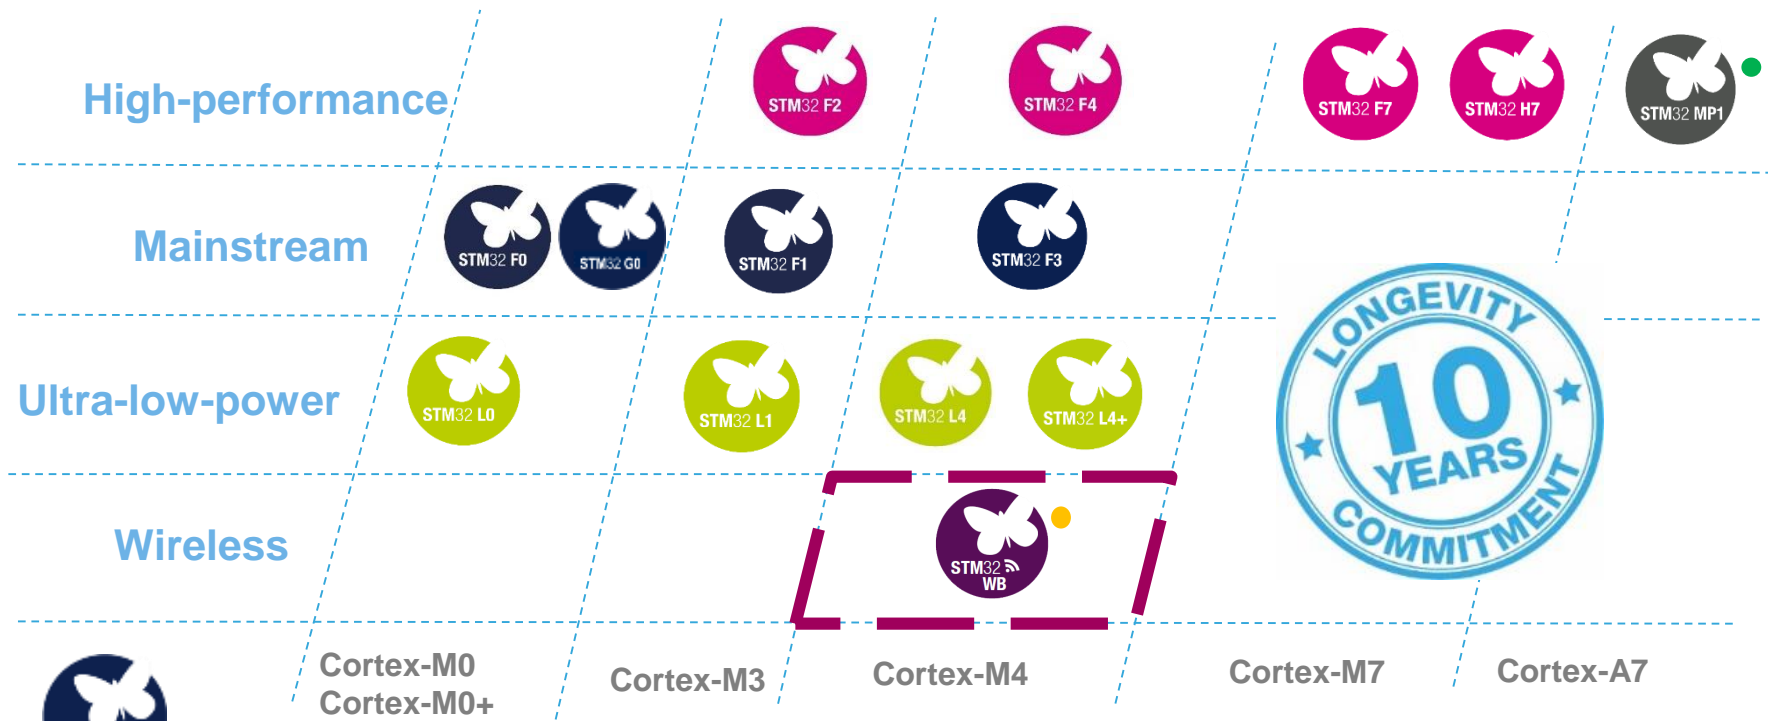 High-performance
STM32 F2
STM32 F4
STM32 F7
STM32 H7
STM32 MP1
Mainstream
STM32 F0
STM32 G0
STM32 F1
STM32 F3
Ultra-low-power
STM32 L0
STM32 L1
STM32 L4
STM32 L4+
LONGEVITY
10
YEARS
COMMITMENT
Wireless
STM32
WB
Cortex-M0
Cortex-M0+
Cortex-M3
Cortex-M4
Cortex-M7
Cortex-A7